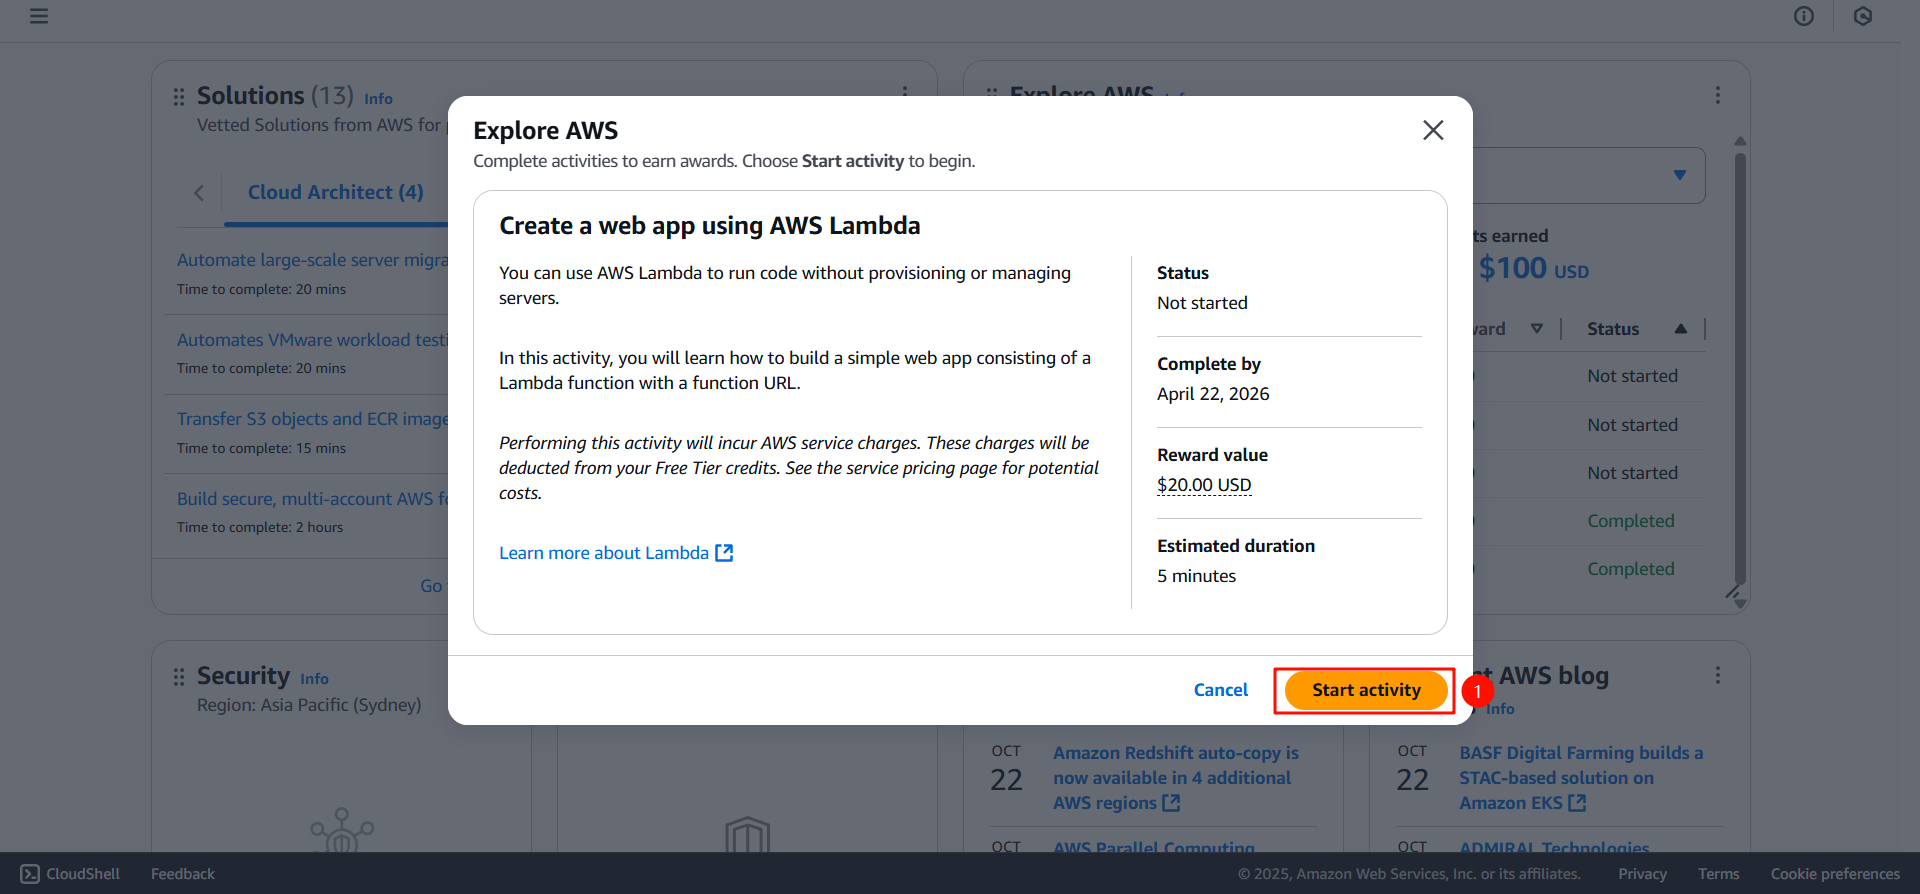 Solutions (13) Info
Vetted Solutions from AWS for
Cloud Architect (4)
Automate large-scale server migra
Time to complete: 20 mins
Automates VMware workload testi
Time to complete: 20 mins
Transfer S3 objects and ECR image
Time to complete: 15 mins
Build secure, multi-account AWS fo
Time to complete: 2 hours
Go
Explore AWS
Explore AWS
Complete activities to earn awards. Choose Start activity to begin.
Create a web app using AWS Lambda
You can use AWS Lambda to run code without provisioning or managing
servers.
In this activity, you will learn how to build a simple web app consisting of a
Lambda function with a function URL.
Performing this activity will incur AWS service charges. These charges will be
deducted from your Free Tier credits. See the service pricing page for potential
costs.
Learn more about Lambda
Status
Not started
Complete by
April 22, 2026
Reward value
$20.00 USD
Estimated duration
5 minutes
Cancel
Start activity
1
ts earned
$100 USD
ard
Status
Not started
Not started
Not started
Completed
Completed
Security Info
Region: Asia Pacific (Sydney)
OCT
22
Amazon Redshift auto-copy is
now available in 4 additional
AWS regions
OCT
AWS Parallel Computing
t AWS blog
Info
OCT
22
BASF Digital Farming builds a
STAC-based solution on
Amazon EKS
OCT
ADMIRAL Technologies
CloudShell
Feedback
© 2025, Amazon Web Services, Inc. or its affiliates.
Privacy
Terms
Cookie preferences